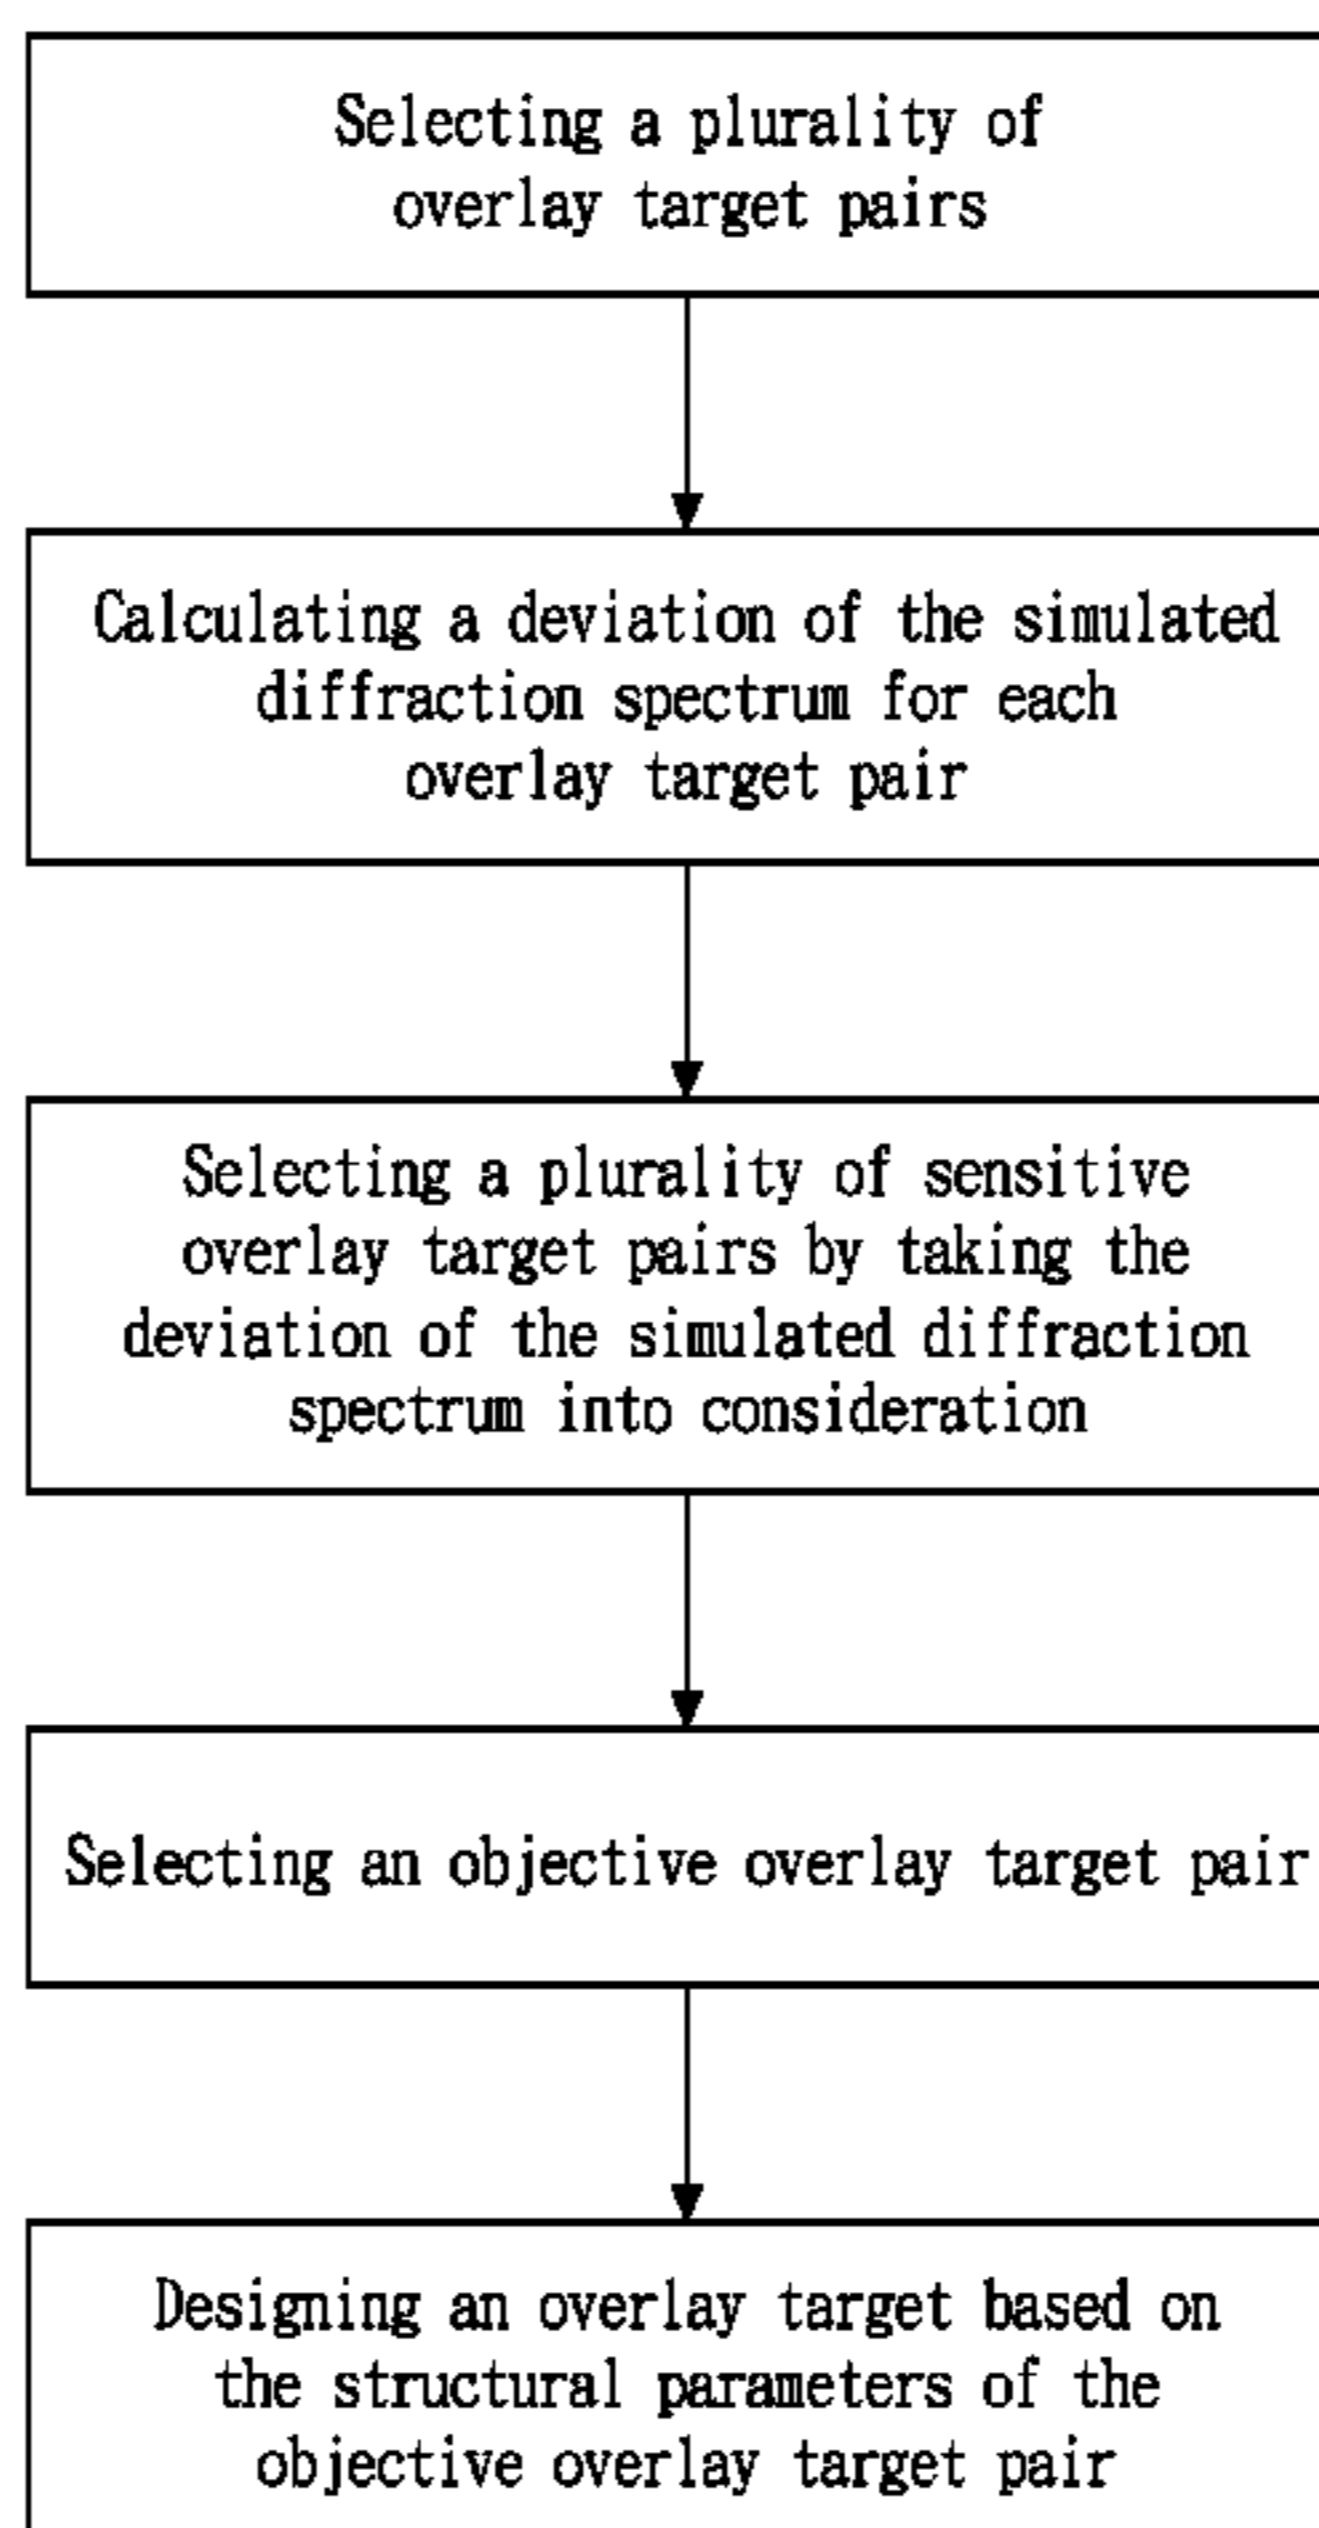 Selecting a plurality of
overlay target pairs
Calculating a deviation of the simulated
diffraction spectrum for each
overlay target pair
Selecting a plurality of sensitive
overlay target pairs by taking the
deviation of the simulated diffraction
spectrum into consideration
Selecting an objective overlay target pair
Designing an overlay target based on
the structural parameters of the
objective overlay target pair